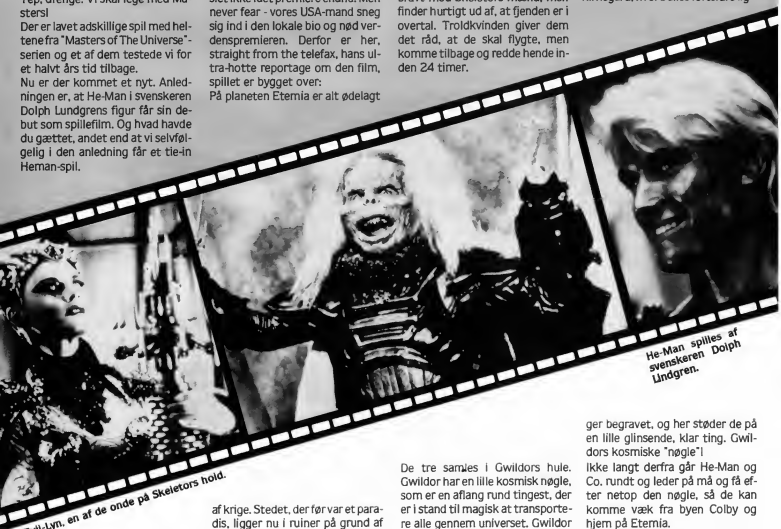 Yep, drenge. Vi skal lege med Ma-
sters!
Der er lavet adskillige spil med hel-
tene fra "Masters of The Universe"-
serien og et af dem testede vi for
et halvt års tid tilbage.
Nu er der kommet et nyt. Anled-
ningen er, at He-Man i svenskeren
Dolph Lundgrens figur får sin de-
but som spillefilm. Og hvad havde
du gættet, andet end at vi selvføl-
gelig i den anledning får et tie-in
Heman-spil.
never fear - vores USA-mand sneg
sig ind i den lokale bio og nød ver-
denspremieren. Derfor er her,
straight from the telefax, hans ul-
tra-hotte reportage om den film,
spillet er bygget over:
På planeten Eternia er alt ødelagt
finder hurtigt ud af, at fjenden er i
overtal. Troldkvinden giver dem
det råd, at de skal flygte, men
komme tilbage og redde hende in-
den 24 timer.
He-Man spilles af
svenskeren Dolph
Lindgren.
-Lyn, en af de onde på Skeletors hold.
af krige. Stedet, der før var et para-
dis, ligger nu i ruiner på grund af
De tre samles i Gwildors hule.
Gwildor har en lille kosmisk nøgle,
som er en aflang rund tingest, der
er i stand til magisk at transporte-
re alle gennem universet. Gwildor
ger begravet, og her støder de på
en lille glinsende, klar ting. Gwil-
dors kosmiske "nøgle"!
Ikke langt derfra går He-Man og
Co. rundt og leder på må og få ef-
ter netop den nøgle, så de kan
komme væk fra byen Colby og
hjem på Eternia.